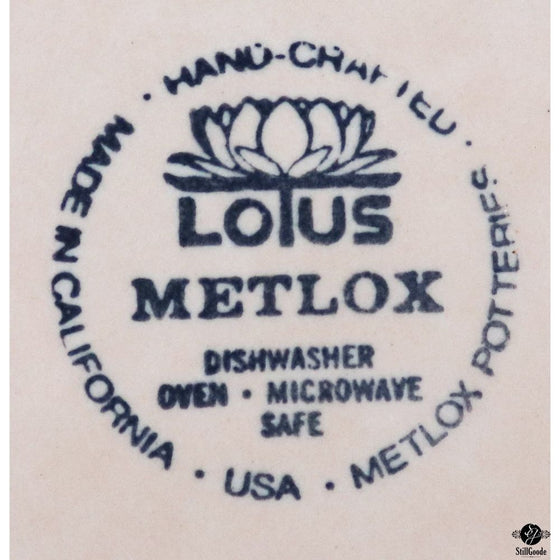 MADE IN CALIFORNIA · HAND-CRAFTED · METLOX POTTERIES · USA ·
LOTUS
METLOX
DISHWASHER
OVEN · MICROWAVE
SAFE
StillGoode